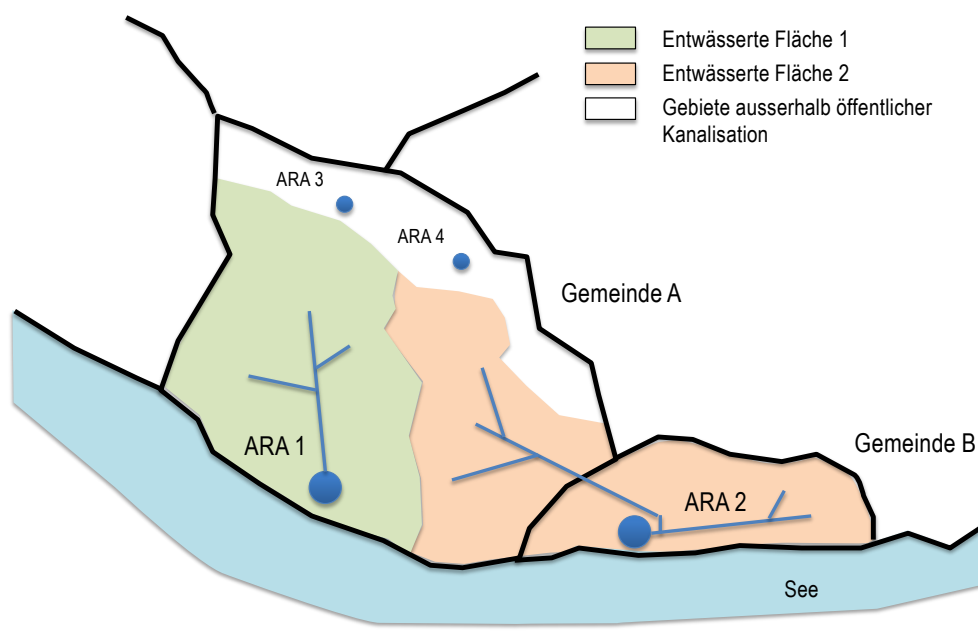 Entwässerte Fläche 1
Entwässerte Fläche 2
Gebiete ausserhalb öffentlicher
Kanalisation
ARA 3
ARA 4
Gemeinde A
ARA 1
Gemeinde B
ARA 2
See